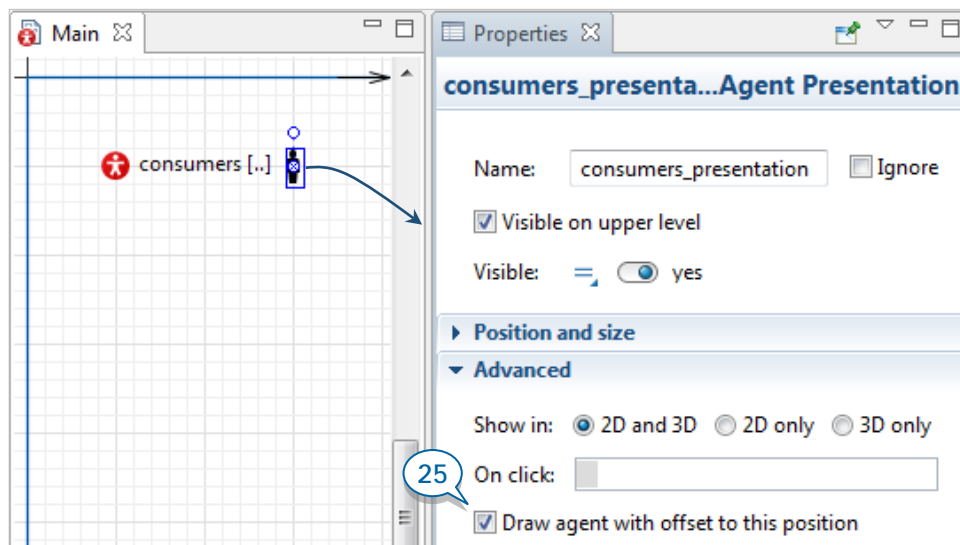 Main
consumers [..]
Properties
consumers_presenta...Agent Presentation
Name: consumers_presentation Ignore
Visible on upper level
Visible: yes
Position and size
Advanced
Show in: 2D and 3D 2D only 3D only
25 On click:
Draw agent with offset to this position